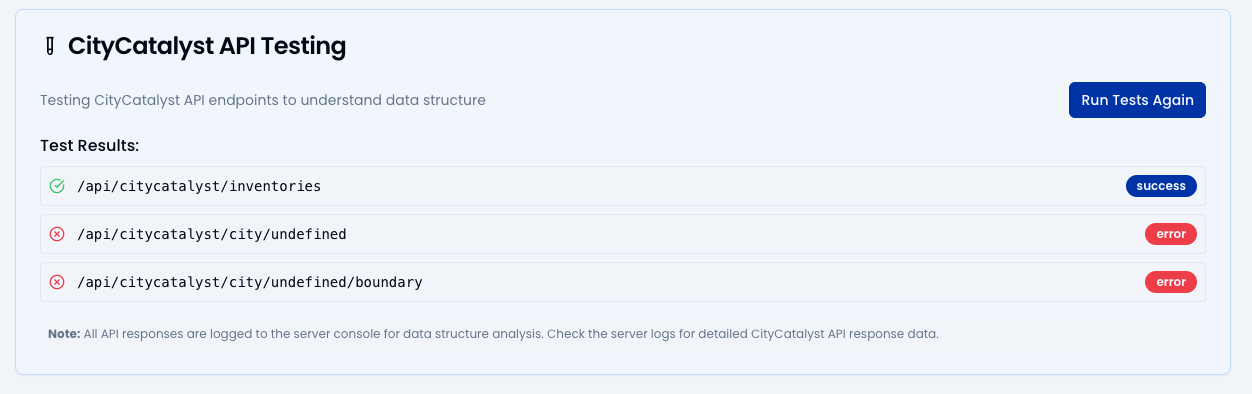 CityCatalyst API Testing
Testing CityCatalyst API endpoints to understand data structure
Run Tests Again
Test Results:
/api/citycatalyst/inventories
success
/api/citycatalyst/city/undefined
error
/api/citycatalyst/city/undefined/boundary
error
Note: All API responses are logged to the server console for data structure analysis. Check the server logs for detailed CityCatalyst API response data.